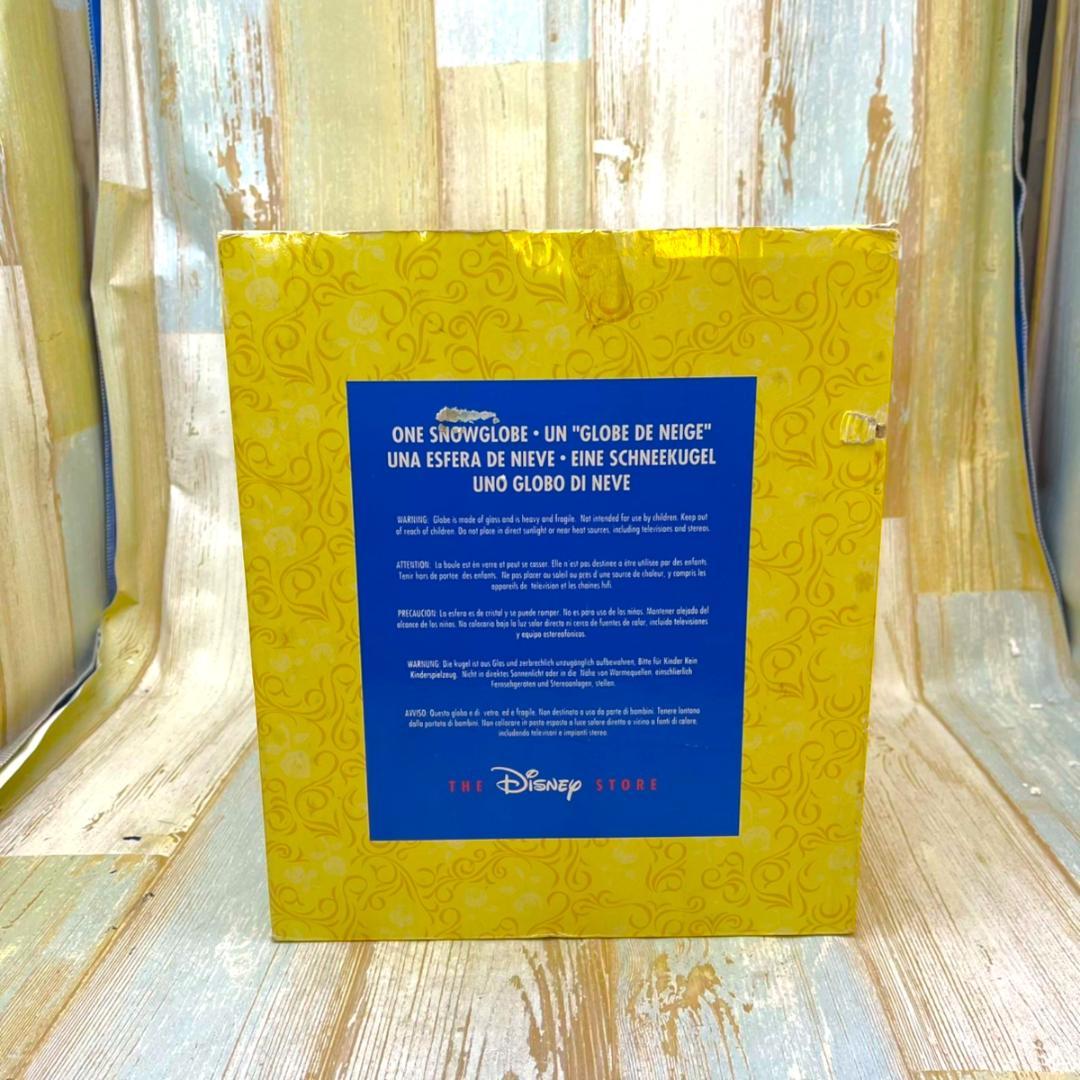 ONE SNOWGLOBE • UN "GLOBE DE NEIGE"
UNA ESFERA DE NIEVE • EINE SCHNEEKUGEL
UNO GLOBO DI NEVE
WARNING: Globe is made of glass and is heavy and fragile. Not intended for use by children. Keep out
of reach of children. Do not place in direct sunlight or near heat sources, including televisions and stereos.
ATTENTION: La boule est en verre et peut se casser. Elle n'est pas destinee a etre utilisee par des enfants.
Tenir hors de portee des enfants. Ne pas placer au soleil ou pres d'une source de chaleur, y compris les
appareils de television et les chaines hifi.
PRECAUCION: La esfera es de cristal y se puede romper. No es para uso de los ninos. Mantener alejado del
alcance de los ninos. No colocarla bajo la luz solar directa ni cerca de fuentes de calor, incluido televisiones
y equipo estereofonicos.
WARNUNG: Die kugel ist aus Glas und zerbrechlich unzugänglich aufbewahren, Bitte für Kinder Kein
Kinderspielzeug. Nicht in direktes Sonnenlicht oder in die Nähe von Warmequellen, einschlierlich
Fernsehgeraten und Stereoanlagen, stellen.
AVVISO: Questo globo e di vetro, ed e fragile. Non destinato a uso da parte di bambini. Tenere lontano
dalla portata di bambini. Non collocare in posto esposto a luce solare diretta o vicino a fonti di calore,
includendo televisori e impianti stereo.
THE Disney STORE